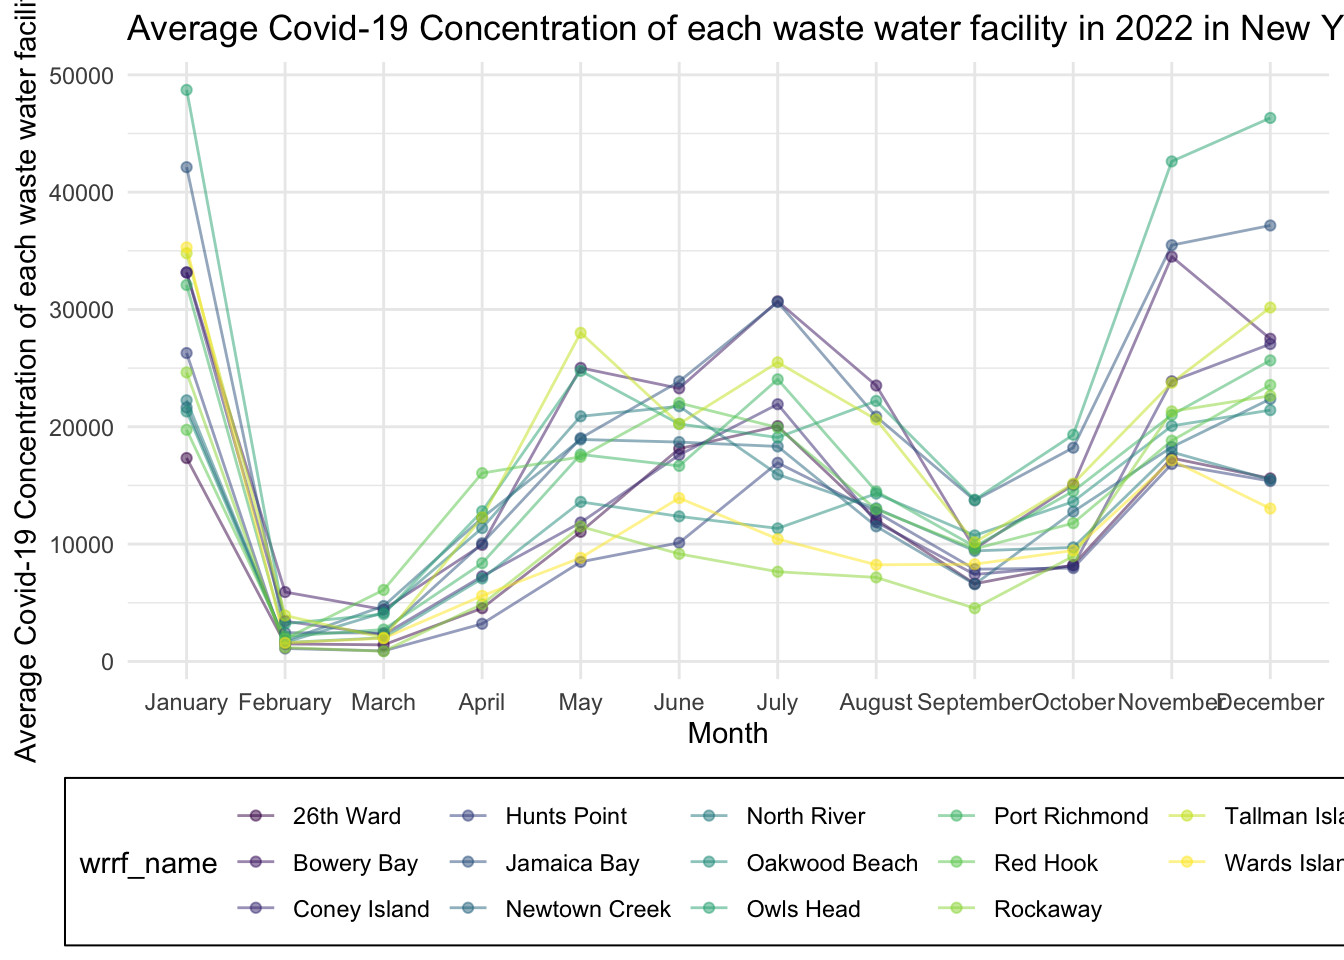 Average Covid-19 Concentration of each waste water facility in 2022 in New Y
Average Covid-19 Concentration of each waste water facili
50000
40000
30000
20000
10000
0
January February March April May June July August September October November December
Month
wrrf_name
26th Ward Hunts Point North River Port Richmond Tallman Isla
Bowery Bay Jamaica Bay Oakwood Beach Red Hook Wards Islan
Coney Island Newtown Creek Owls Head Rockaway